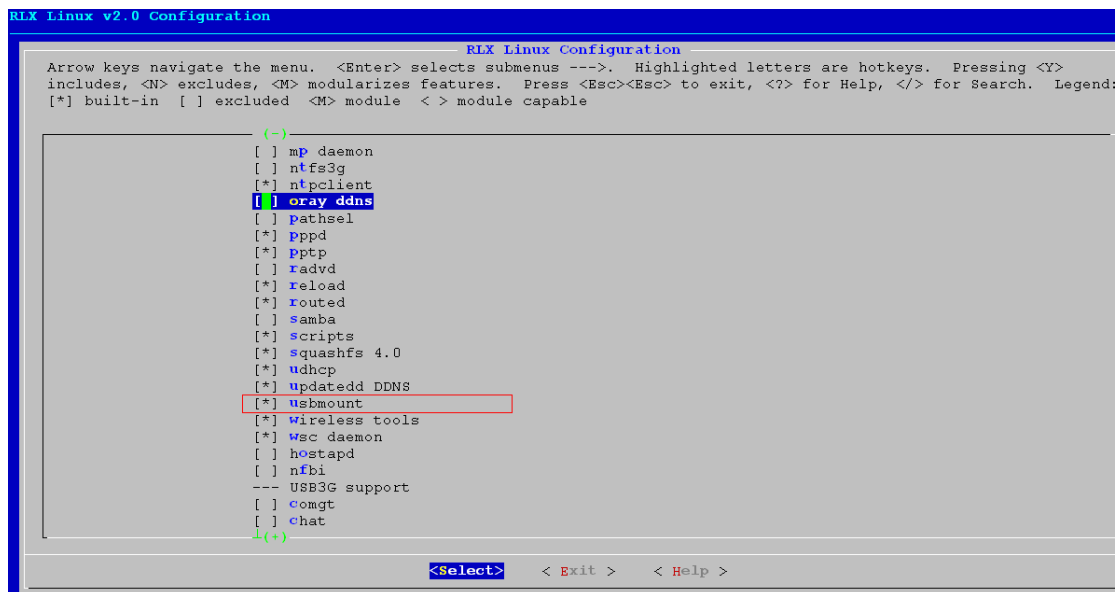 RLX Linux v2.0 Configuration
RLX Linux Configuration
Arrow keys navigate the menu. <Enter> selects submenus --->. Highlighted letters are hotkeys. Pressing <Y>
includes, <N> excludes, <M> modularizes features. Press <Esc><Esc> to exit, <?> for Help, </> for Search. Legend:
[*] built-in [ ] excluded <M> module < > module capable
(-)
[ ] mp daemon
[ ] ntfs3g
[*] ntpclient
[ ] oray ddns
[ ] pathsel
[*] pppd
[*] pptp
[ ] radvd
[*] reload
[*] routed
[ ] samba
[*] scripts
[*] squashfs 4.0
[*] udhcp
[*] updatedd DDNS
[*] usbmount
[*] wireless tools
[*] wsc daemon
[ ] hostapd
[ ] nfbi
--- USB3G support
[ ] comgt
[ ] chat
(+)
<Select> < Exit > < Help >